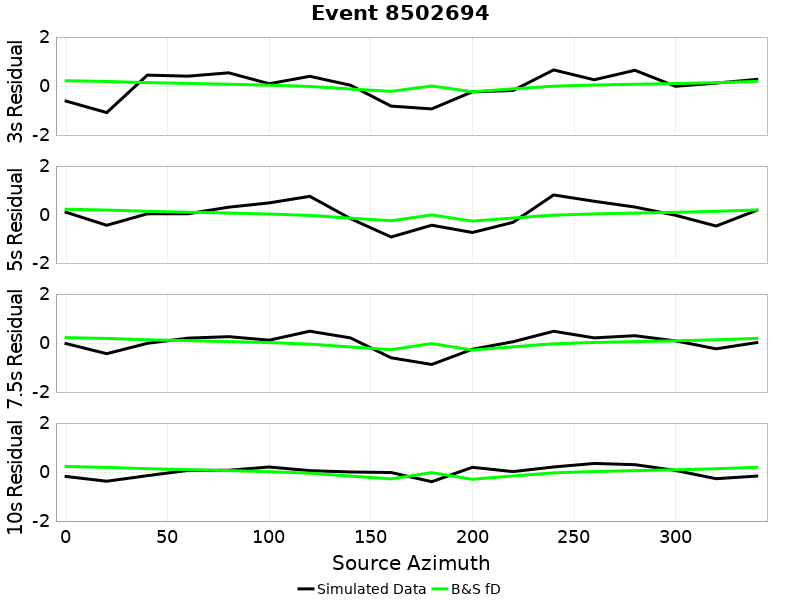 Event 8502694
3s Residual
2
0
-2
5s Residual
2
0
-2
7.5s Residual
2
0
-2
10s Residual
2
0
-2
0 50 100 150 200 250 300
Source Azimuth
Simulated Data B&S fD